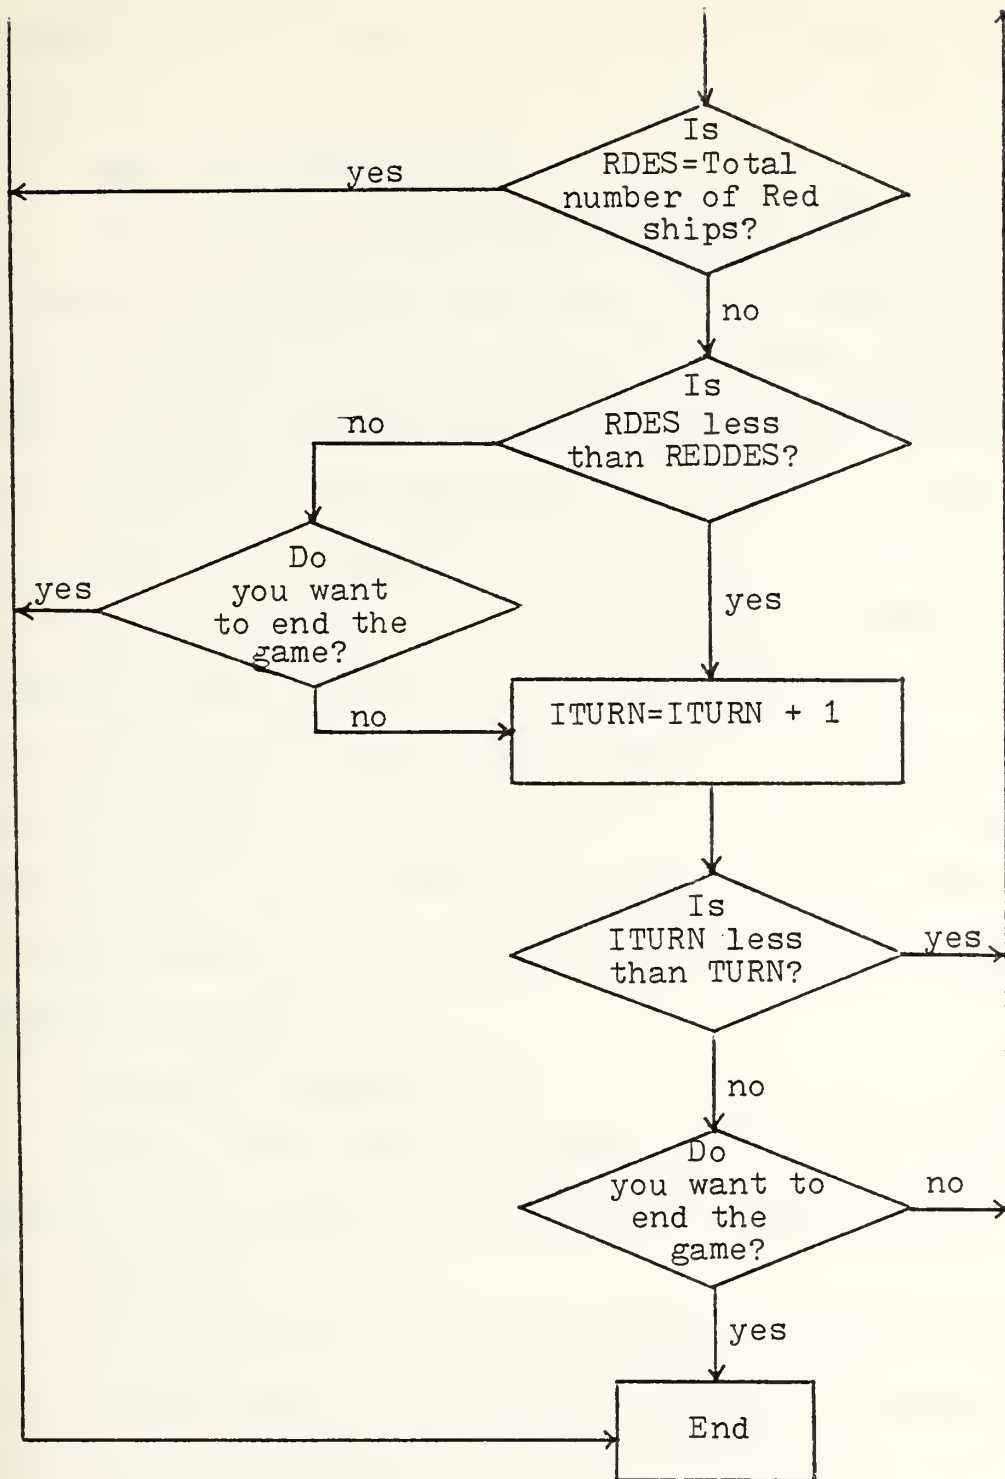 Is
RDES=Total
number of Red
ships?
yes
no
Is
RDES less
than REDDES?
no
yes
Do
you want
to end the
game?
yes
no
ITURN=ITURN + 1
Is
ITURN less
than TURN?
yes
no
Do
you want to
end the
game?
no
yes
End